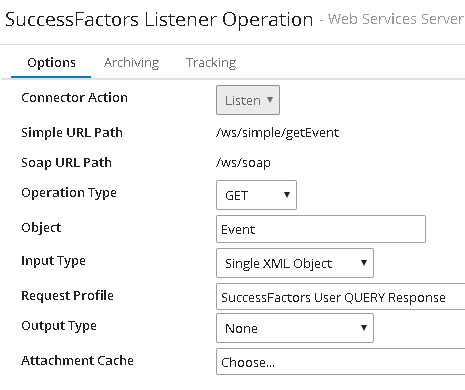 SuccessFactors Listener Operation - Web Services Server
Options Archiving Tracking
Connector Action Listen
Simple URL Path /ws/simple/getEvent
Soap URL Path /ws/soap
Operation Type GET
Object Event
Input Type Single XML Object
Request Profile SuccessFactors User QUERY Response
Output Type None
Attachment Cache Choose...